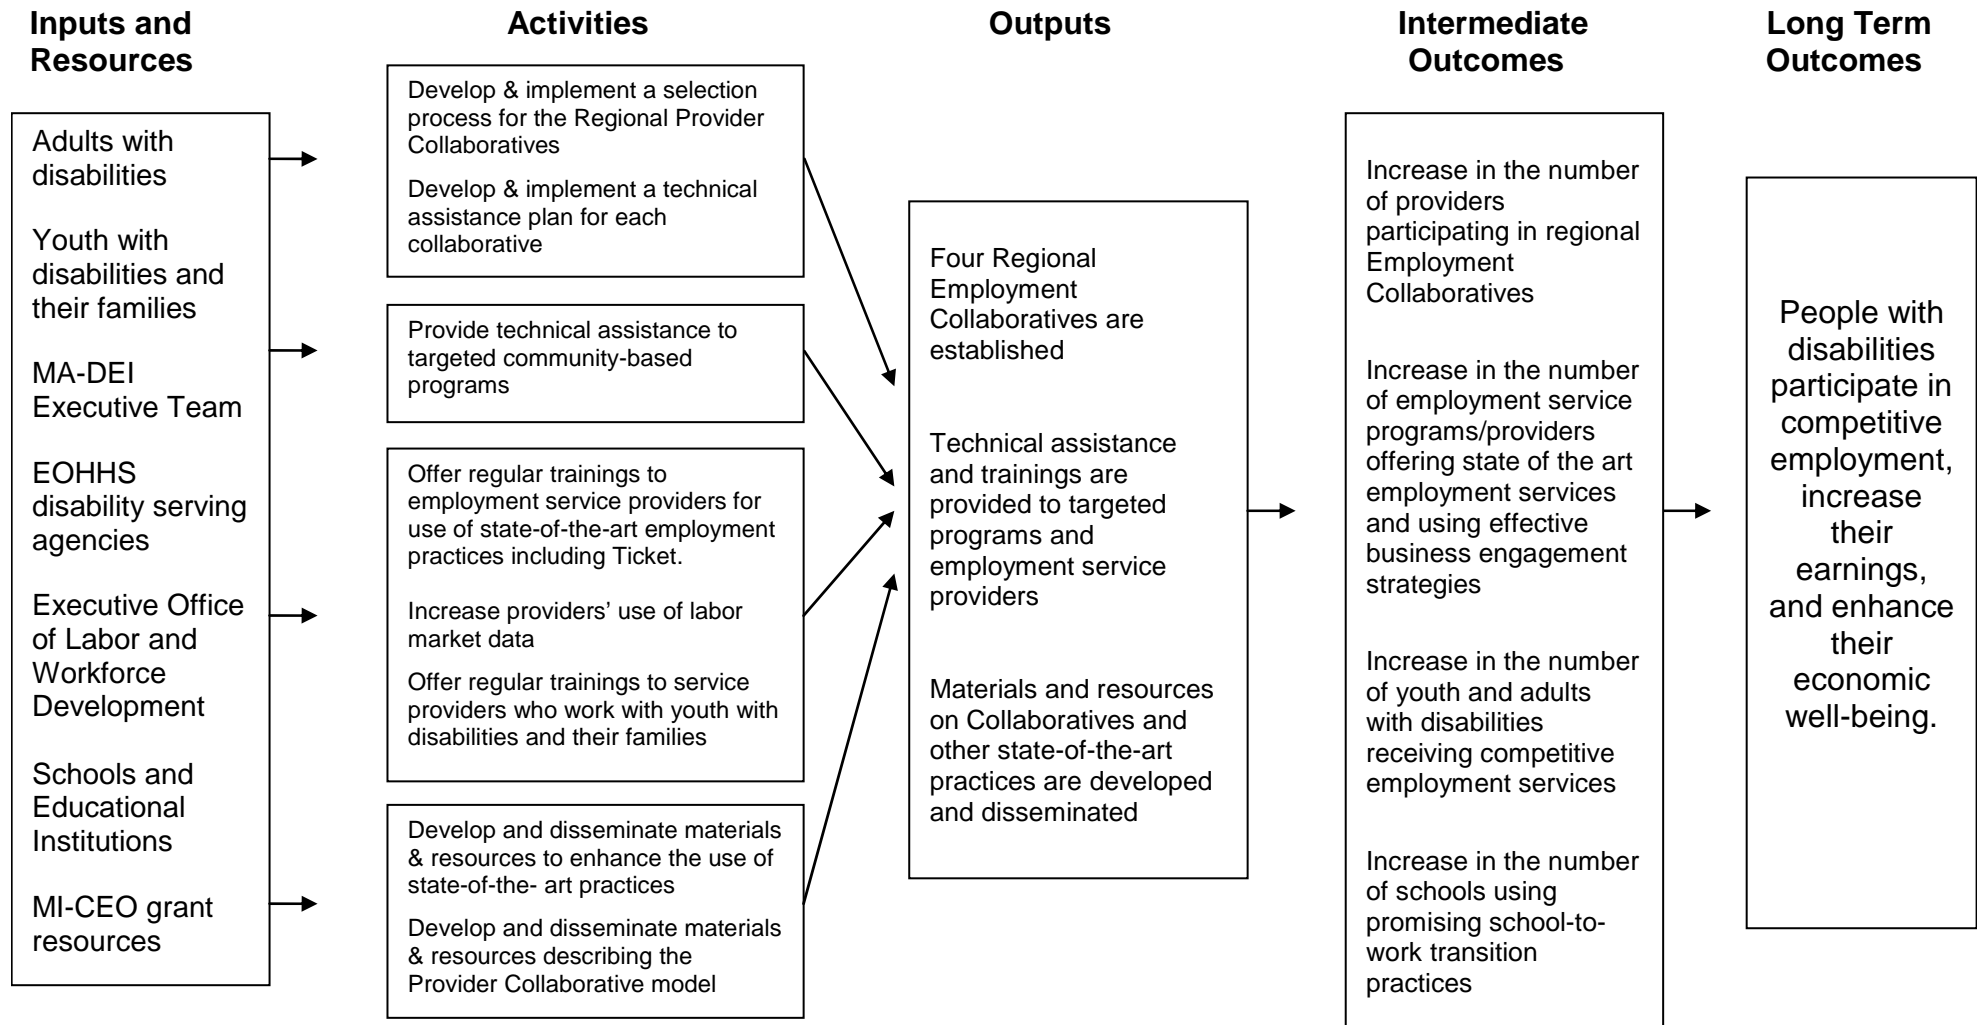 Inputs and
Resources
Adults with
disabilities
Youth with
disabilities and
their families
MA-DEI
Executive Team
EOHHS
disability serving
agencies
Executive Office
of Labor and
Workforce
Development
Schools and
Educational
Institutions
MI-CEO grant
resources
Activities
Develop & implement a selection
process for the Regional Provider
Collaboratives
Develop & implement a technical
assistance plan for each
collaborative
Provide technical assistance to
targeted community-based
programs
Offer regular trainings to
employment service providers for
use of state-of-the-art employment
practices including Ticket.
Increase providers’ use of labor
market data
Offer regular trainings to service
providers who work with youth with
disabilities and their families
Develop and disseminate materials
& resources to enhance the use of
state-of-the- art practices
Develop and disseminate materials
& resources describing the
Provider Collaborative model
Outputs
Four Regional
Employment
Collaboratives are
established
Technical assistance
and trainings are
provided to targeted
programs and
employment service
providers
Materials and resources
on Collaboratives and
other state-of-the-art
practices are developed
and disseminated
Intermediate
Outcomes
Increase in the number
of providers
participating in regional
Employment
Collaboratives
Increase in the number
of employment service
programs/providers
offering state of the art
employment services
and using effective
business engagement
strategies
Increase in the number
of youth and adults
with disabilities
receiving competitive
employment services
Increase in the number
of schools using
promising school-to-
work transition
practices
Long Term
Outcomes
People with
disabilities
participate in
competitive
employment,
increase
their
earnings,
and enhance
their
economic
well-being.